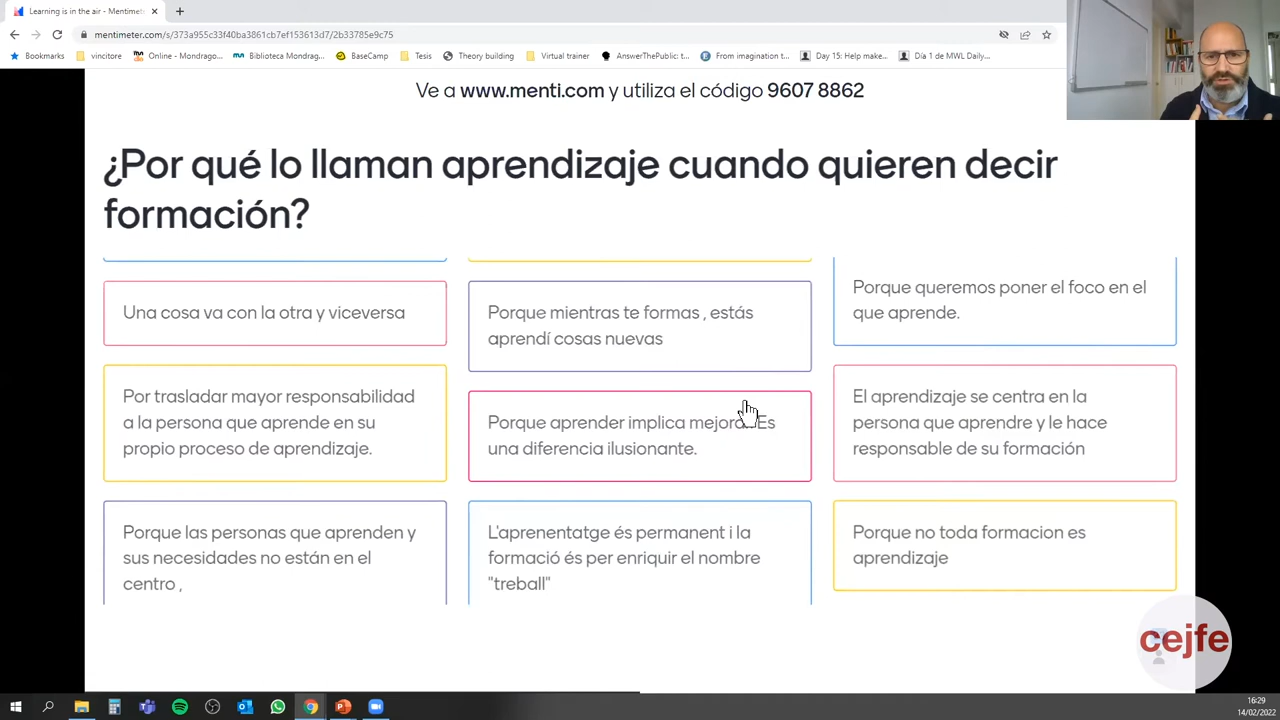 Learning is in the air - Mentimete
mentimeter.com/s/373a955c33f40ba3861cb7ef153613d7/2b33785e9c75
Bookmarks
vincitore
Online - Mondrago...
Biblioteca Mondrag...
BaseCamp
Tesis
Theory building
Virtual trainer
AnswerThePublic: t...
From imagination t...
Day 15: Help make...
Día 1 de MWL Daily...
Ve a www.menti.com y utiliza el código 9607 8862
¿Por qué lo llaman aprendizaje cuando quieren decir
formación?
Una cosa va con la otra y viceversa
Por trasladar mayor responsabilidad
a la persona que aprende en su
propio proceso de aprendizaje.
Porque las personas que aprenden y
sus necesidades no están en el
centro ,
Porque mientras te formas , estás
aprendí cosas nuevas
Porque aprender implica Es
una diferencia ilusionante.
L'aprenentatge és permanent i la
formació és per enriquir el nombre
"treball"
Porque queremos poner el foco en el
que aprende.
El aprendizaje se centra en la
persona que aprendre y le hace
responsable de su formación
Porque no toda formacion es
aprendizaje
cejfe
16:29
14/02/2022